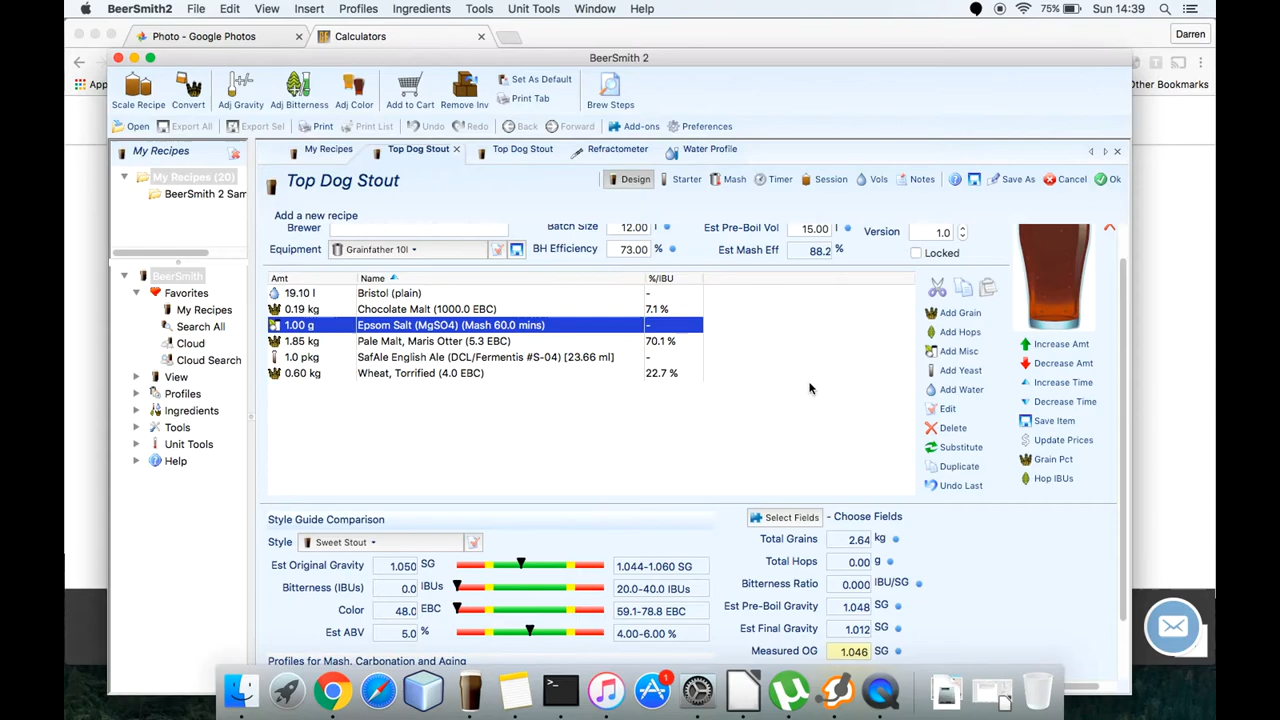 BeerSmith2 File Edit View Insert Profiles Ingredients Tools Unit Tools Window Help 75% Sun 14:39
Photo - Google Photos Calculators Darren
App Other Bookmarks
BeerSmith 2
Scale Recipe Convert Adj Gravity Adj Bitterness Adj Color Add to Cart Remove Inv Set As Default Print Tab Brew Steps
Open Export All Export Sel Print Print List Undo Redo Back Forward Add-ons Preferences
My Recipes
My Recipes (20)
BeerSmith 2 Sam
BeerSmith
Favorites
My Recipes
Search All
Cloud
Cloud Search
View
Profiles
Ingredients
Tools
Unit Tools
Help
My Recipes Top Dog Stout Top Dog Stout Refractometer Water Profile
Top Dog Stout Design Starter Mash Timer Session Vols Notes Save As Cancel Ok
Add a new recipe
Brewer Batch Size 12.00 l Est Pre-Boil Vol 15.00 l Version 1.0
Equipment Grainfather 10l BH Efficiency 73.00 % Est Mash Eff 88.2 % Locked
Amt Name %/IBU
19.10 l Bristol (plain) -
0.19 kg Chocolate Malt (1000.0 EBC) 7.1 %
1.00 g Epsom Salt (MgSO4) (Mash 60.0 mins) -
1.85 kg Pale Malt, Maris Otter (5.3 EBC) 70.1 %
1.0 pkg SafAle English Ale (DCL/Fermentis #S-04) [23.66 ml] -
0.60 kg Wheat, Torrified (4.0 EBC) 22.7 %
Add Grain
Add Hops
Add Misc
Add Yeast
Add Water
Edit
Delete
Substitute
Duplicate
Undo Last
Increase Amt
Decrease Amt
Increase Time
Decrease Time
Save Item
Update Prices
Grain Pct
Hop IBUs
Style Guide Comparison
Style Sweet Stout
Est Original Gravity 1.050 SG 1.044-1.060 SG
Bitterness (IBUs) 0.0 IBUs 20.0-40.0 IBUs
Color 48.0 EBC 59.1-78.8 EBC
Est ABV 5.0 % 4.00-6.00 %
Profiles for Mash, Carbonation and Aging
Select Fields - Choose Fields
Total Grains 2.64 kg
Total Hops 0.00 g
Bitterness Ratio 0.000 IBU/SG
Est Pre-Boil Gravity 1.048 SG
Est Final Gravity 1.012 SG
Measured OG 1.046 SG
1